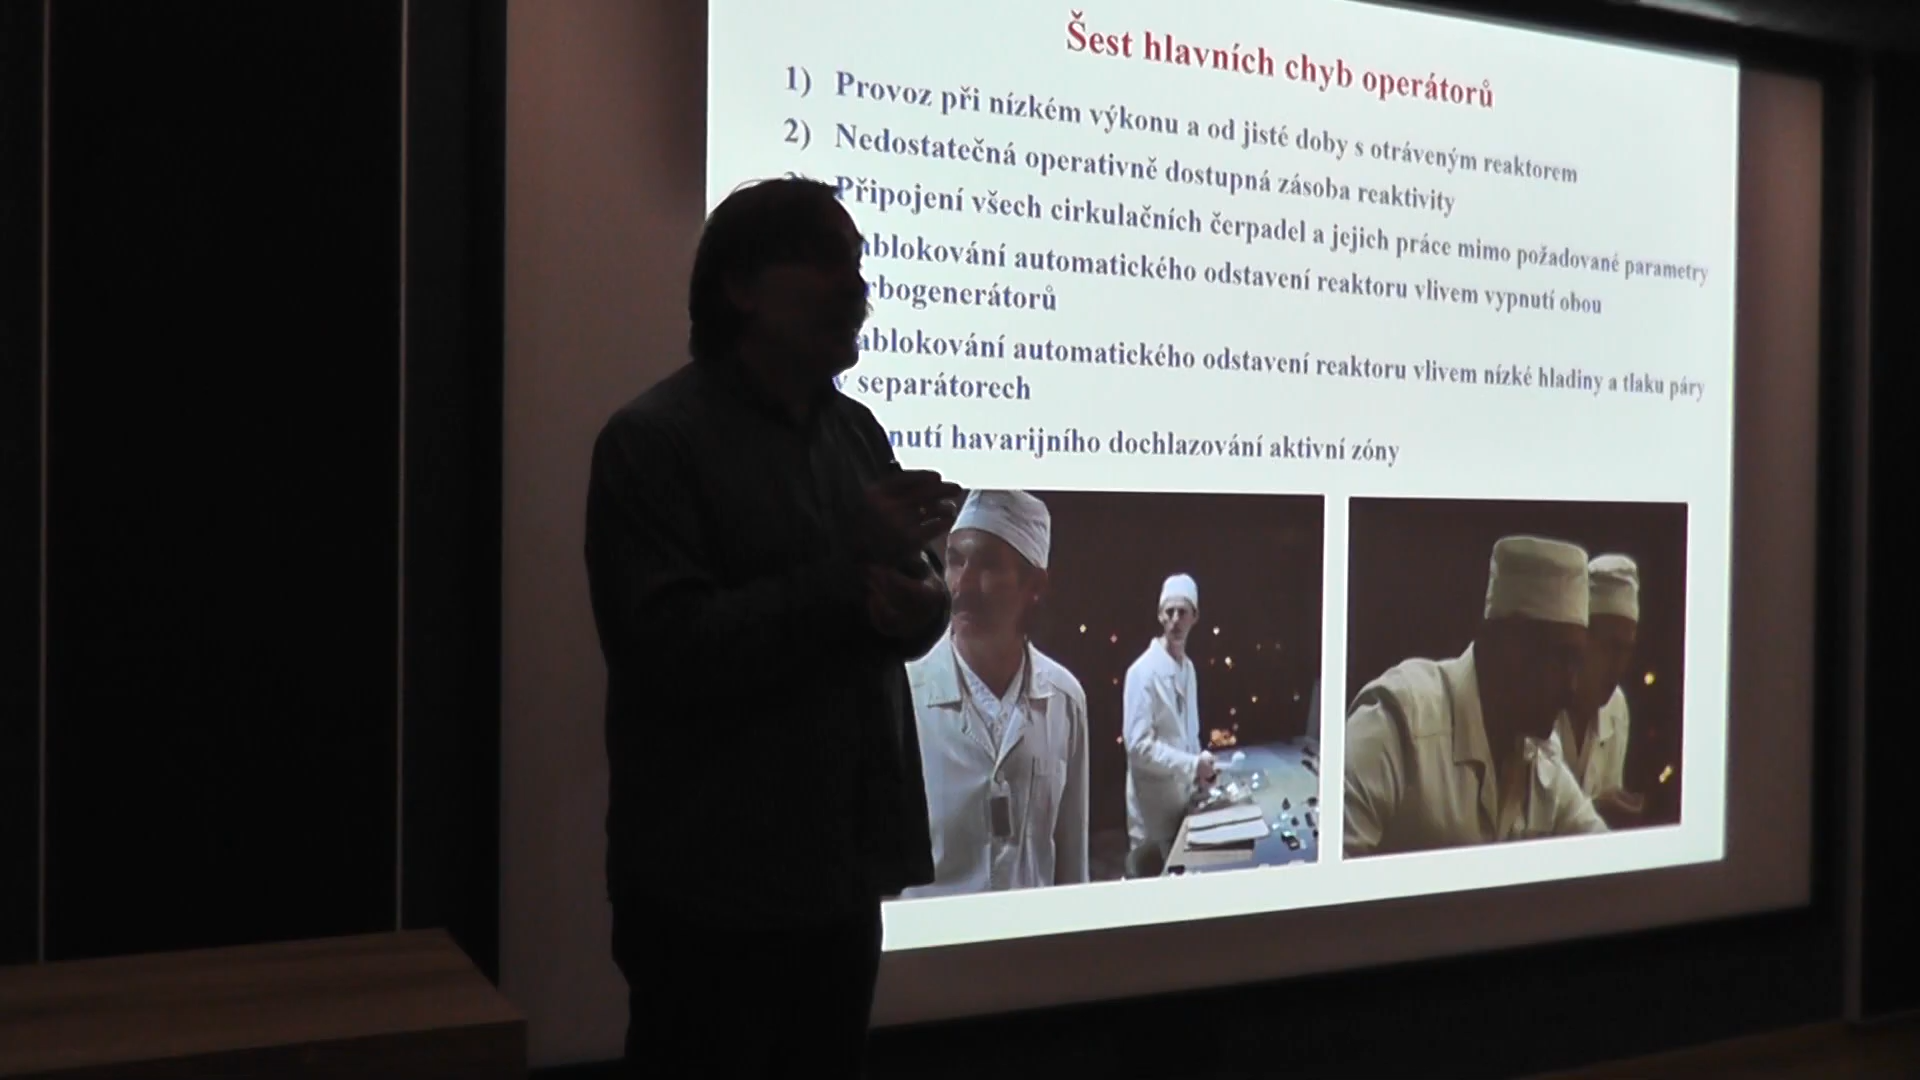 Šest hlavních chyb operátorů
1) Provoz při nízkém výkonu a od jisté doby s otráveným reaktorem
2) Nedostatečná operativně dostupná zásoba reaktivity
Připojení všech cirkulačních čerpadel a jejich práce mimo požadované parametry
ablokování automatického odstavení reaktoru vlivem vypnutí obou
rbogenerátorů
ablokování automatického odstavení reaktoru vlivem nízké hladiny a tlaku páry
v separátorech
nutí havarijního dochlazování aktivní zóny